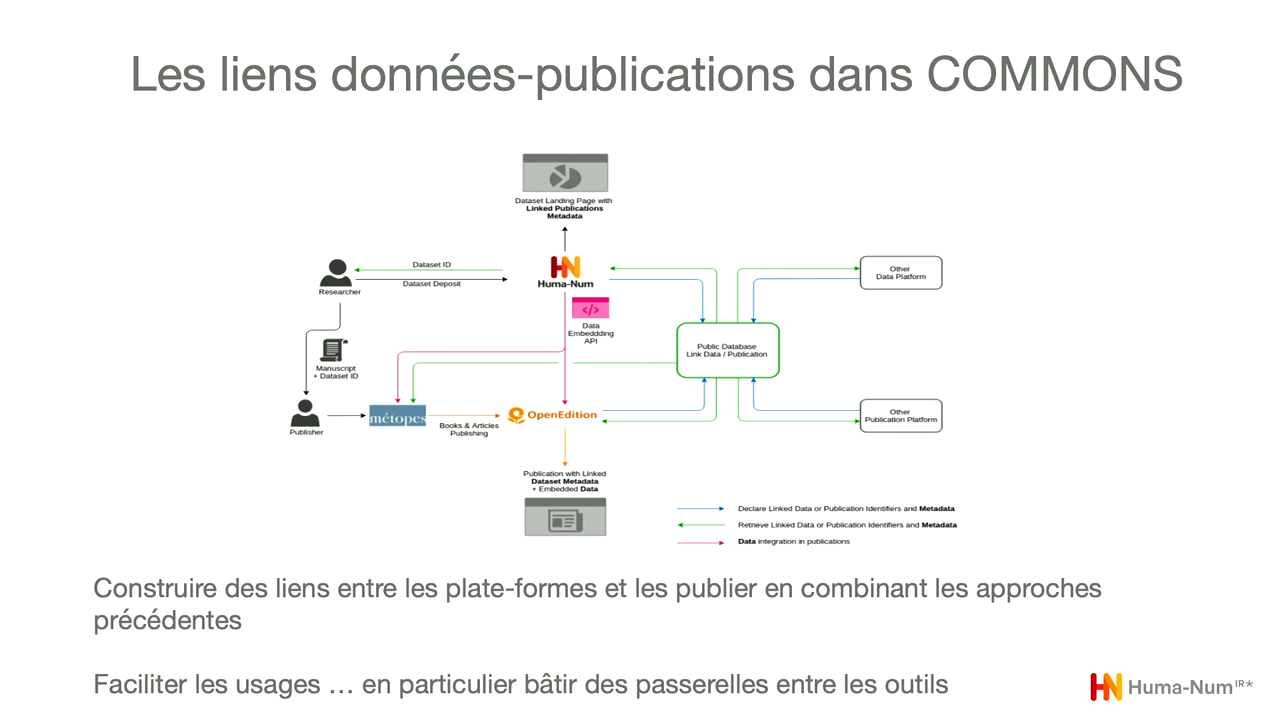 Les liens données-publications dans COMMONS
Dataset Landing Page with
Linked Publications
Metadata
Dataset ID
Dataset Deposit
Researcher
Huma-Num
Other
Data Platform
</>
Data
Embeddding
API
Public Database
Link Data / Publication
Manuscript
+ Dataset ID
Publisher
métopes
Books & Articles
Publishing
OpenEdition
Other
Publication Platform
Publication with Linked
Dataset Metadata
+ Embedded Data
Declare Linked Data or Publication Identifiers and Metadata
Retrieve Linked Data or Publication Identifiers and Metadata
Data integration in publications
Construire des liens entre les plate-formes et les publier en combinant les approches
précédentes
Faciliter les usages … en particulier bâtir des passerelles entre les outils
Huma-Num IR*